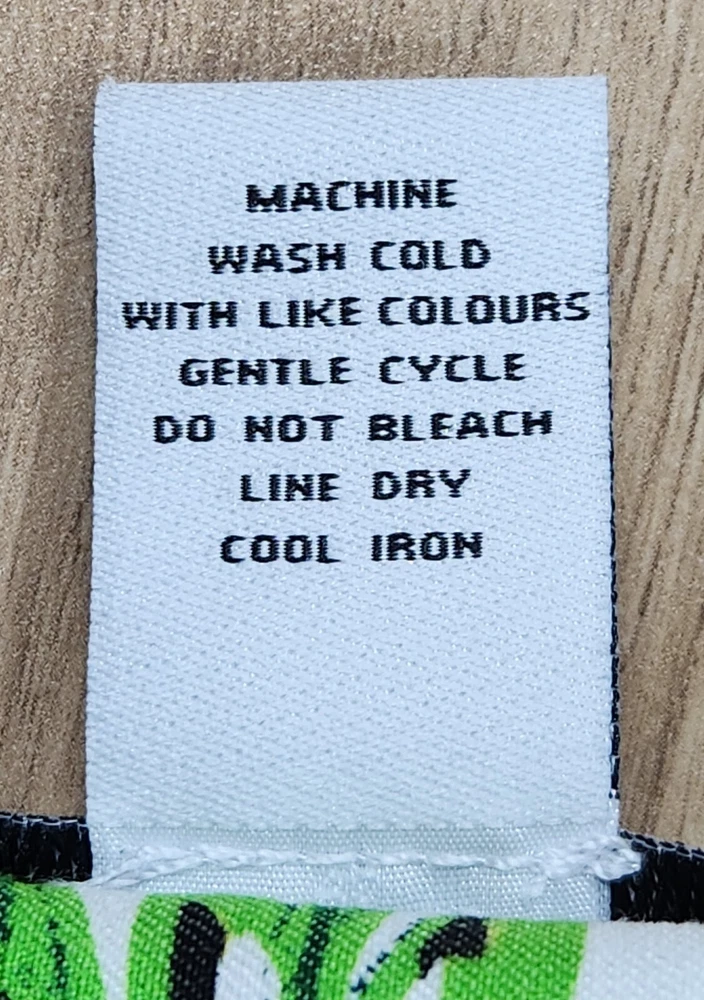 MACHINE
WASH COLD
WITH LIKE COLOURS
GENTLE CYCLE
DO NOT BLEACH
LINE DRY
COOL IRON